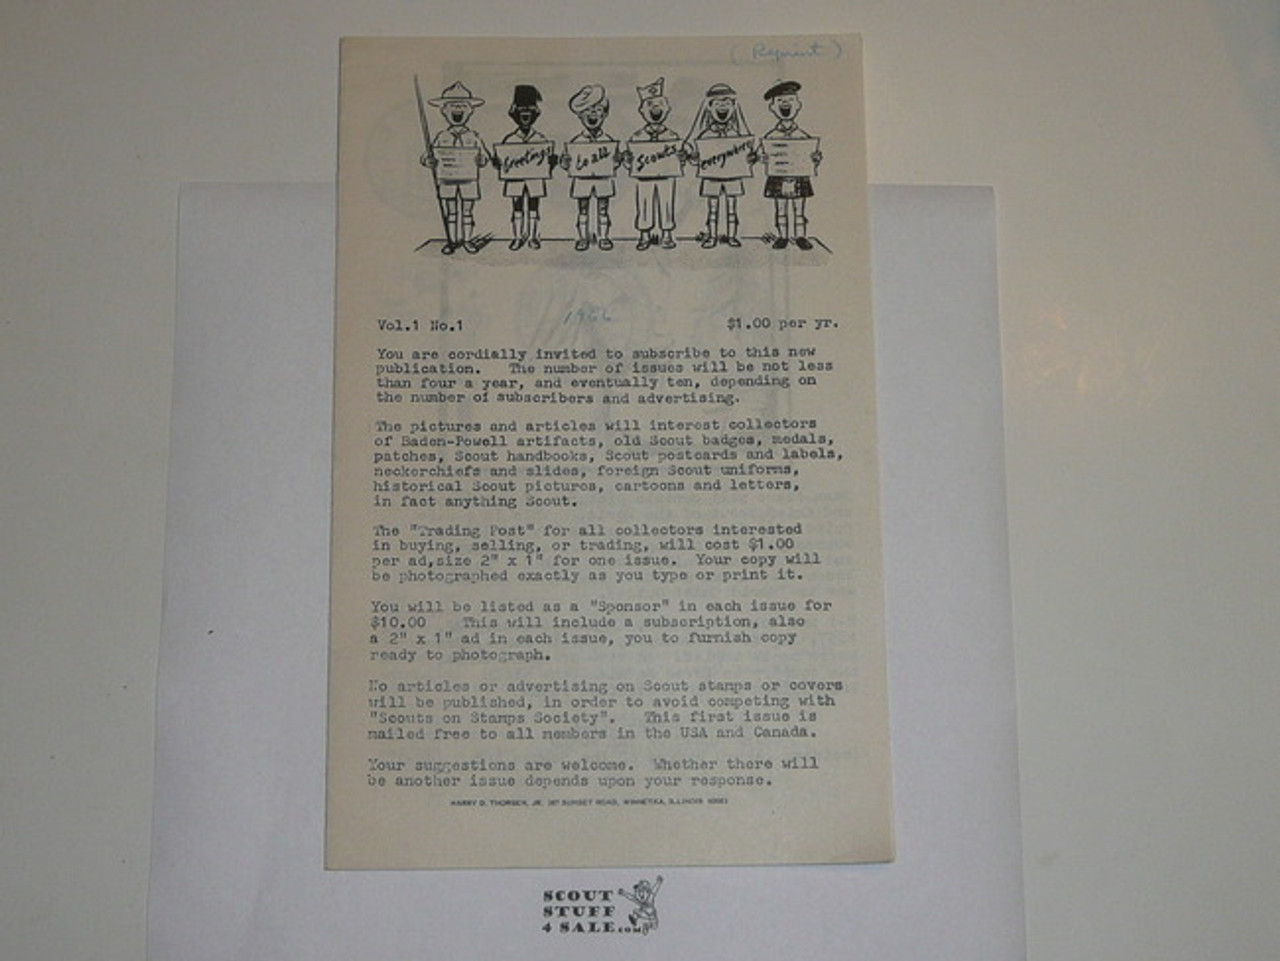 (Reprint)
Greetings to all Scouts everywhere
1966
Vol.1 No.1 $1.00 per yr.
You are cordially invited to subscribe to this new
publication. The number of issues will be not less
than four a year, and eventually ten, depending on
the number of subscribers and advertising.
The pictures and articles will interest collectors
of Baden-Powell artifacts, old Scout badges, medals,
patches, Scout handbooks, Scout postcards and labels,
neckerchiefs and slides, foreign Scout uniforms,
historical Scout pictures, cartoons and letters,
in fact anything Scout.
The "Trading Post" for all collectors interested
in buying, selling, or trading, will cost $1.00
per ad,size 2" x 1" for one issue. Your copy will
be photographed exactly as you type or print it.
You will be listed as a "Sponsor" in each issue for
$10.00 This will include a subscription, also
a 2" x 1" ad in each issue, you to furnish copy
ready to photograph.
No articles or advertising on Scout stamps or covers
will be published, in order to avoid competing with
"Scouts on Stamps Society". This first issue is
mailed free to all members in the USA and Canada.
Your suggestions are welcome. Whether there will
be another issue depends upon your response.
HARRY D. THORSEN, JR. 307 SUNSET ROAD, WINNETKA, ILLINOIS
SCOUT
STUFF
4 SALE.com